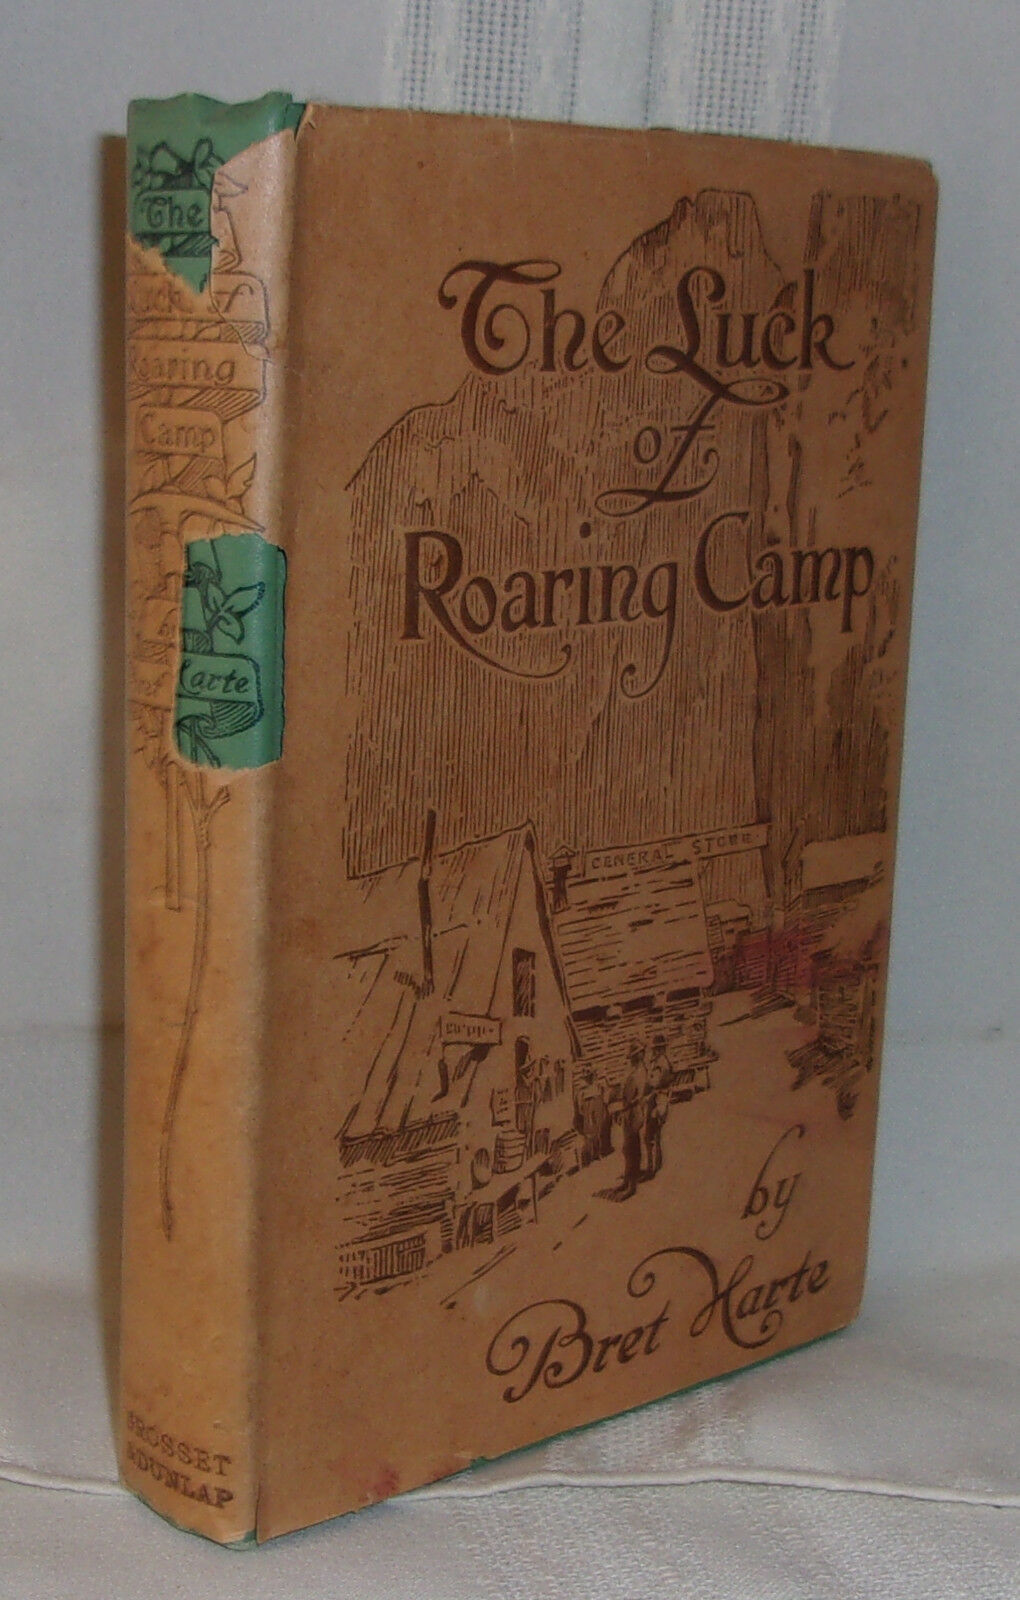 The
Luck of
Roaring
Camp
Harte
GROSSET
&DUNLAP
The Luck
of
Roaring Camp
GENERAL STORE
by
Bret Harte